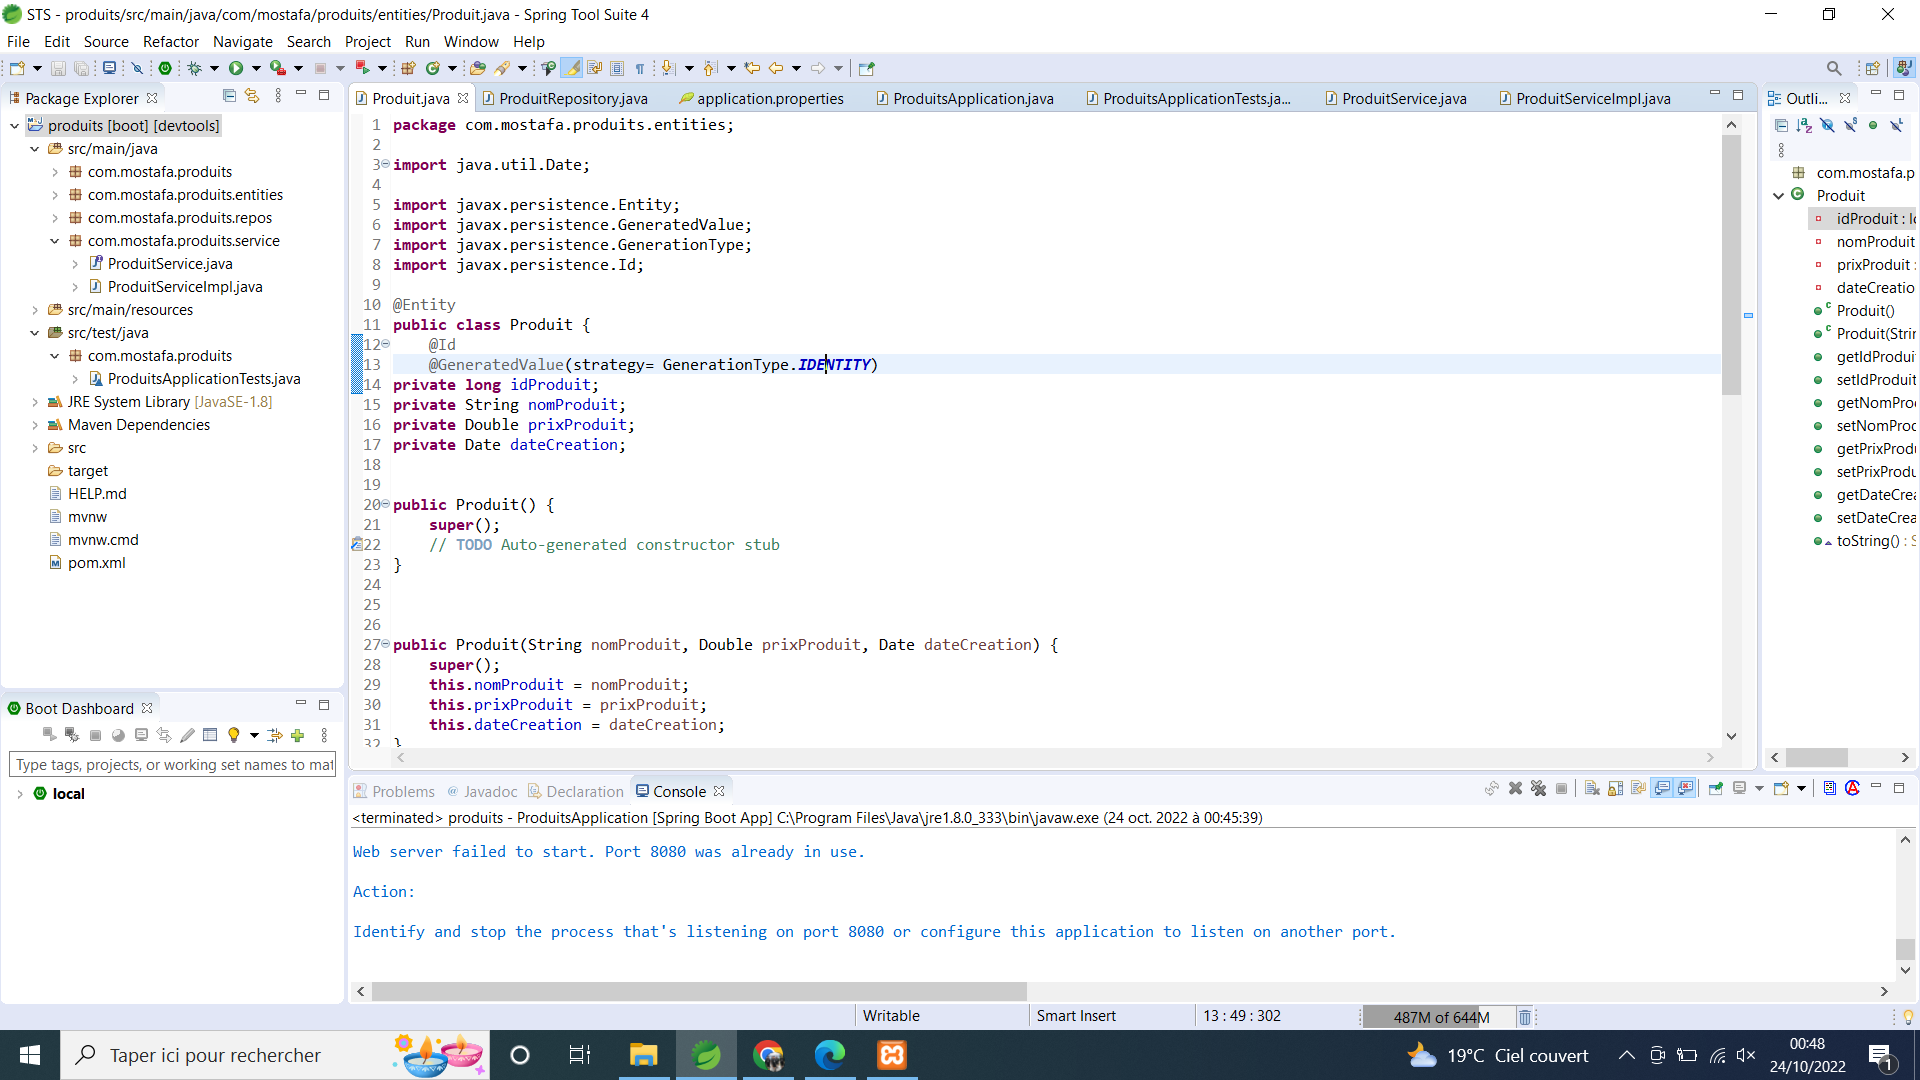 STS - produits/src/main/java/com/mostafa/produits/entities/Produit.java - Spring Tool Suite 4
File Edit Source Refactor Navigate Search Project Run Window Help
Package Explorer
produits [boot] [devtools]
src/main/java
com.mostafa.produits
com.mostafa.produits.entities
com.mostafa.produits.repos
com.mostafa.produits.service
ProduitService.java
ProduitServiceImpl.java
src/main/resources
src/test/java
com.mostafa.produits
ProduitsApplicationTests.java
JRE System Library [JavaSE-1.8]
Maven Dependencies
src
target
HELP.md
mvnw
mvnw.cmd
pom.xml
Boot Dashboard
Type tags, projects, or working set names to mat
local
Produit.java ProduitRepository.java application.properties ProduitsApplication.java ProduitsApplicationTests.ja... ProduitService.java ProduitServiceImpl.java
1 package com.mostafa.produits.entities;
2
3 import java.util.Date;
4
5 import javax.persistence.Entity;
6 import javax.persistence.GeneratedValue;
7 import javax.persistence.GenerationType;
8 import javax.persistence.Id;
9
10 @Entity
11 public class Produit {
12 @Id
13 @GeneratedValue(strategy= GenerationType.IDENTITY)
14 private long idProduit;
15 private String nomProduit;
16 private Double prixProduit;
17 private Date dateCreation;
18
19
20 public Produit() {
21 super();
22 // TODO Auto-generated constructor stub
23 }
24
25
26
27 public Produit(String nomProduit, Double prixProduit, Date dateCreation) {
28 super();
29 this.nomProduit = nomProduit;
30 this.prixProduit = prixProduit;
31 this.dateCreation = dateCreation;
32 }
Outli...
com.mostafa.p
Produit
idProduit : lo
nomProduit
prixProduit :
dateCreatio
Produit()
Produit(Strin
getIdProdui
setIdProduit
getNomPro
setNomProd
getPrixProdu
setPrixProdu
getDateCrea
setDateCrea
toString() : S
Problems Javadoc Declaration Console
<terminated> produits - ProduitsApplication [Spring Boot App] C:\Program Files\Java\jre1.8.0_333\bin\javaw.exe (24 oct. 2022 à 00:45:39)
Web server failed to start. Port 8080 was already in use.
Action:
Identify and stop the process that's listening on port 8080 or configure this application to listen on another port.
Writable Smart Insert 13 : 49 : 302 487M of 644M
Taper ici pour rechercher
19°C Ciel couvert
00:48
24/10/2022
1